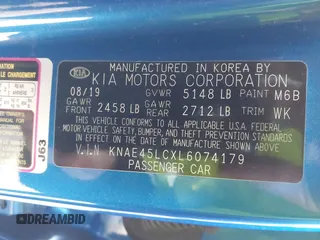 MANUFACTURED IN KOREA BY
KIA KIA MOTORS CORPORATION
08/19 GVWR 5148 LB PAINT M6B
GAWR FRONT 2458 LB GAWR REAR 2712 LB TRIM WK
THIS VEHICLE CONFORMS TO ALL APPLICABLE U.S.
FEDERAL MOTOR VEHICLE SAFETY, BUMPER,
AND THEFT PREVENTION STANDARDS
IN EFFECT ON THE DATE OF MANUFACTURE
SHOWN ABOVE.
V.I.N KNAE45LCXL6074179
PASSENGER CAR
J63
DREAMBID